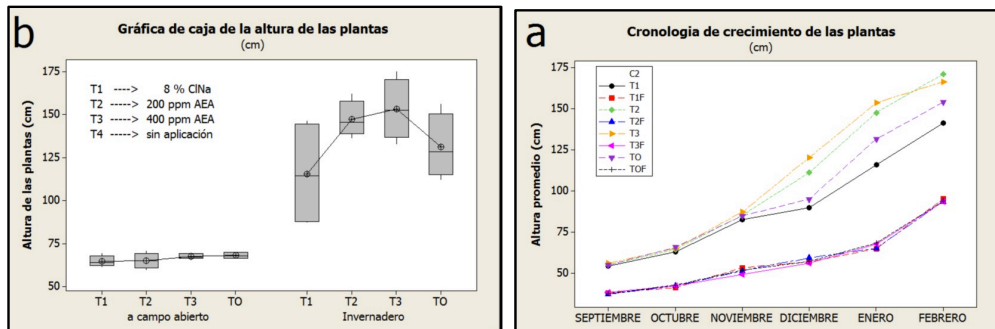 b
Gráfica de caja de la altura de las plantas
(cm)
Altura de las plantas (cm)
175
150
125
100
75
50
T1 ----> 8 % ClNa
T2 ----> 200 ppm AEA
T3 ----> 400 ppm AEA
T4 -----> sin aplicación
T1 T2 T3 TO T1 T2 T3 TO
a campo abierto Invernadero
a
Cronologia de crecimiento de las plantas
(cm)
Altura promedio (cm)
175
150
125
100
75
50
C2
T1
T1F
T2
T2F
T3
T3F
TO
TOF
SEPTIEMBRE OCTUBRE NOVIEMBRE DICIEMBRE ENERO FEBRERO